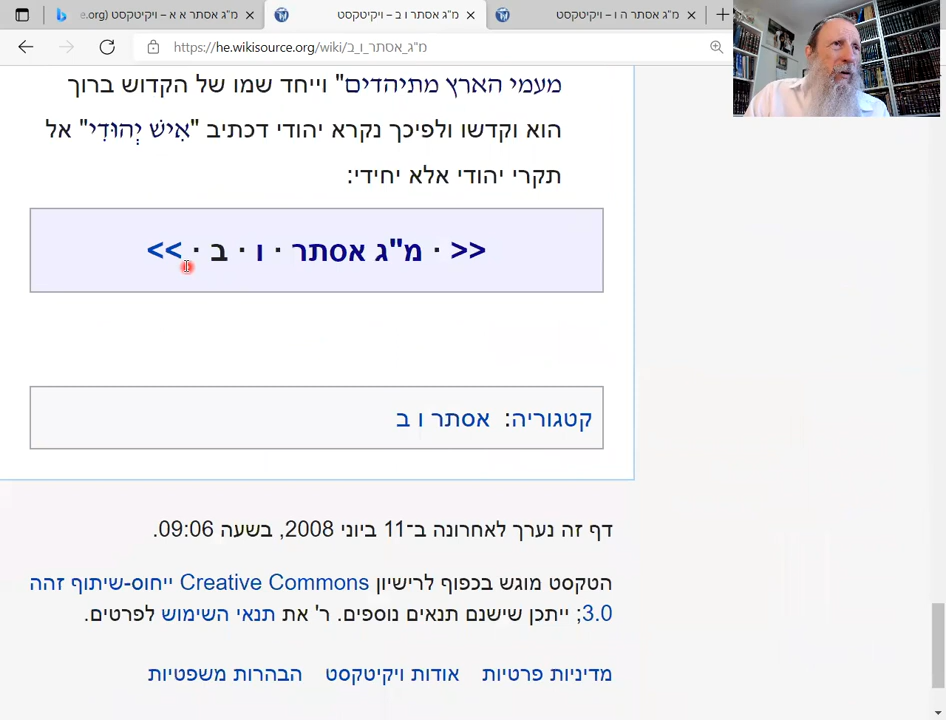 מ"ג אסתר א א – ויקיטקסט (e.org
מ"ג אסתר ו ב – ויקיטקסט
מ"ג אסתר ה ו – ויקיטקסט
https://he.wikisource.org/wiki/מ"ג_אסתר_ו_ב
מעמי הארץ מתיהדים" וייחד שמו של הקדוש ברוך
הוא וקדשו ולפיכך נקרא יהודי דכתיב "אִישׁ יְהוּדִי" אל
תקרי יהודי אלא יחידי:
<< · מ"ג אסתר · ו · ב · >>
קטגוריה: אסתר ו ב
דף זה נערך לאחרונה ב־11 ביוני 2008, בשעה 09:06.
הטקסט מוגש בכפוף לרישיון Creative Commons ייחוס-שיתוף זהה
3.0; ייתכן שישנם תנאים נוספים. ר' את תנאי השימוש לפרטים.
מדיניות פרטיות אודות ויקיטקסט הבהרות משפטיות